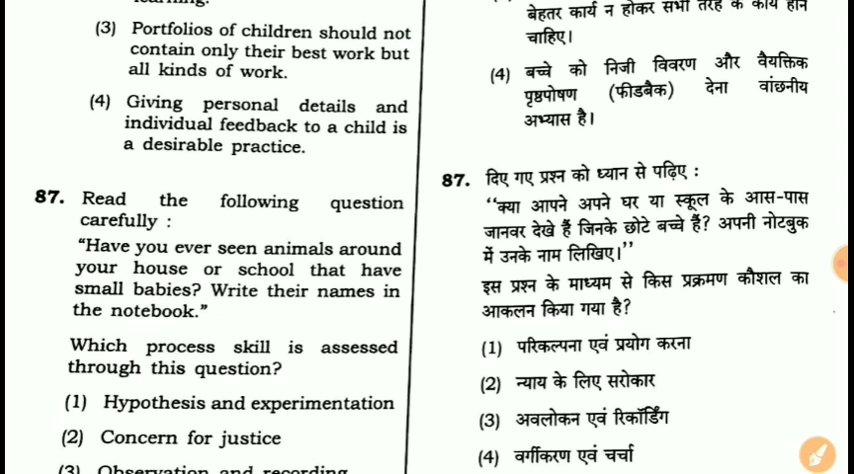 (3) Portfolios of children should not
contain only their best work but
all kinds of work.
(4) Giving personal details and
individual feedback to a child is
a desirable practice.
87. Read the following question
carefully :
“Have you ever seen animals around
your house or school that have
small babies? Write their names in
the notebook.”
Which process skill is assessed
through this question?
(1) Hypothesis and experimentation
(2) Concern for justice
(3) Observation and recording
बेहतर कार्य न होकर सभी तरह के कार्य होने
चाहिए।
(4) बच्चे को निजी विवरण और वैयक्तिक
पृष्ठपोषण (फीडबैक) देना वांछनीय
अभ्यास है।
87. दिए गए प्रश्न को ध्यान से पढ़िए :
“क्या आपने अपने घर या स्कूल के आस-पास
जानवर देखे हैं जिनके छोटे बच्चे हैं? अपनी नोटबुक
में उनके नाम लिखिए।”
इस प्रश्न के माध्यम से किस प्रक्रमण कौशल का
आकलन किया गया है?
(1) परिकल्पना एवं प्रयोग करना
(2) न्याय के लिए सरोकार
(3) अवलोकन एवं रिकॉर्डिंग
(4) वर्गीकरण एवं चर्चा